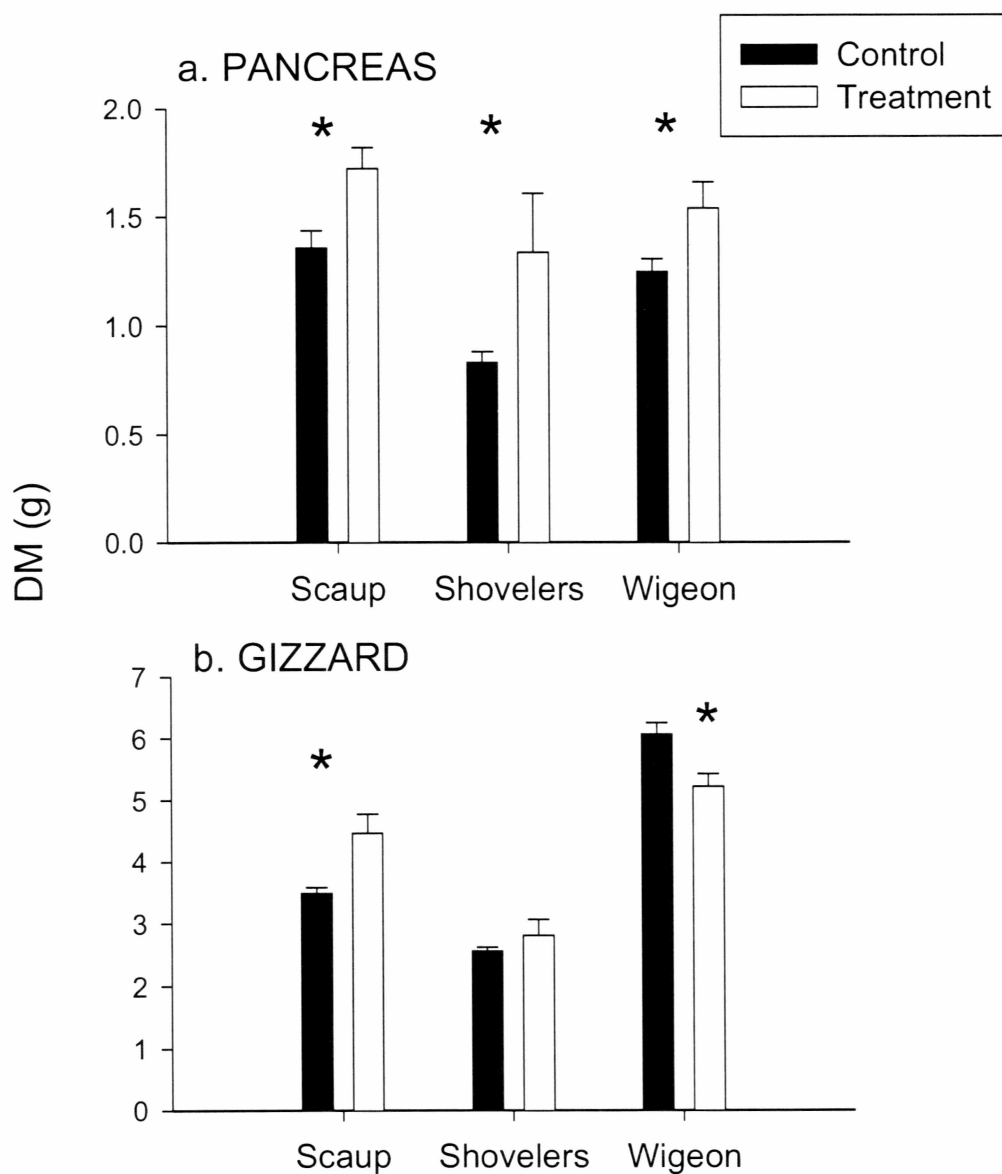 Control
Treatment
a. PANCREAS
2.0
* * *
1.5
1.0
0.5
0.0
Scaup Shovelers Wigeon
DM (g)
b. GIZZARD
7
*
6
*
5
4
3
2
1
0
Scaup Shovelers Wigeon